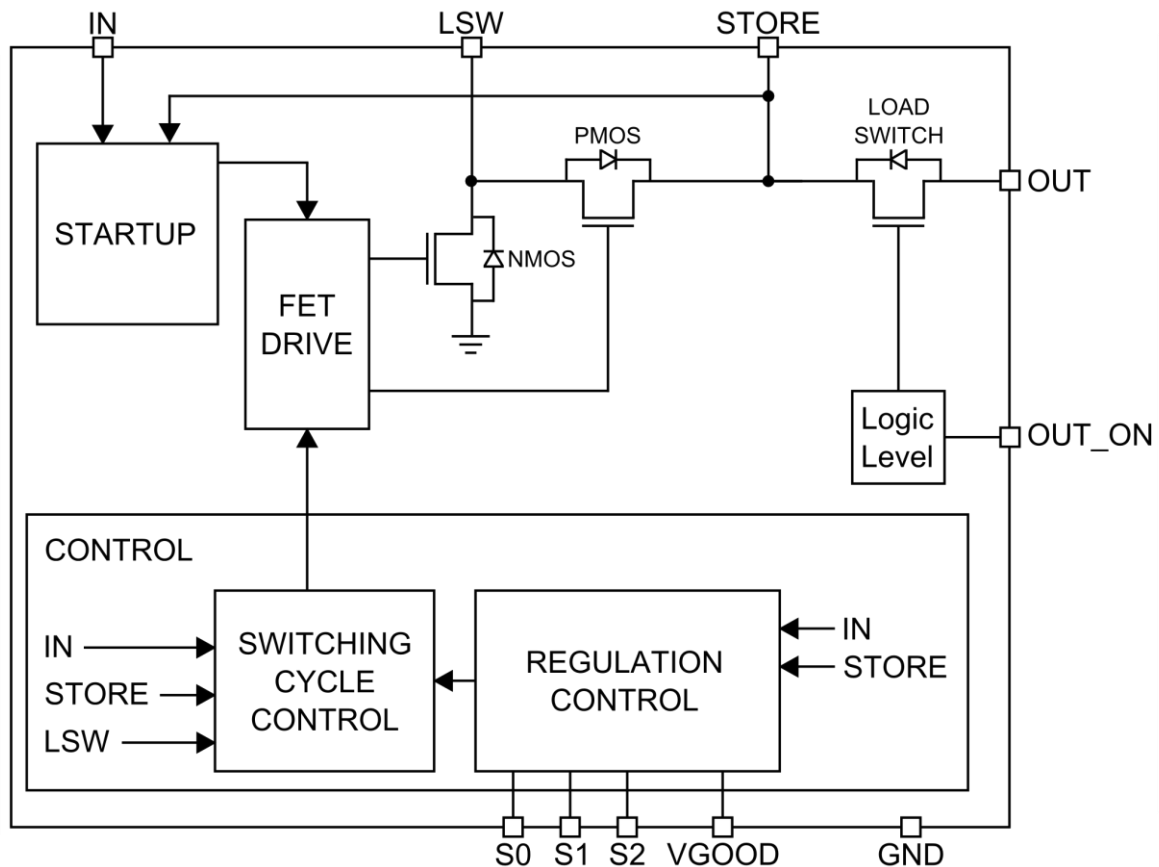 IN
LSW
STORE
PMOS
LOAD
SWITCH
OUT
STARTUP
NMOS
FET
DRIVE
Logic
Level
OUT_ON
CONTROL
IN
STORE
LSW
SWITCHING
CYCLE
CONTROL
REGULATION
CONTROL
IN
STORE
S0
S1
S2
VGOOD
GND